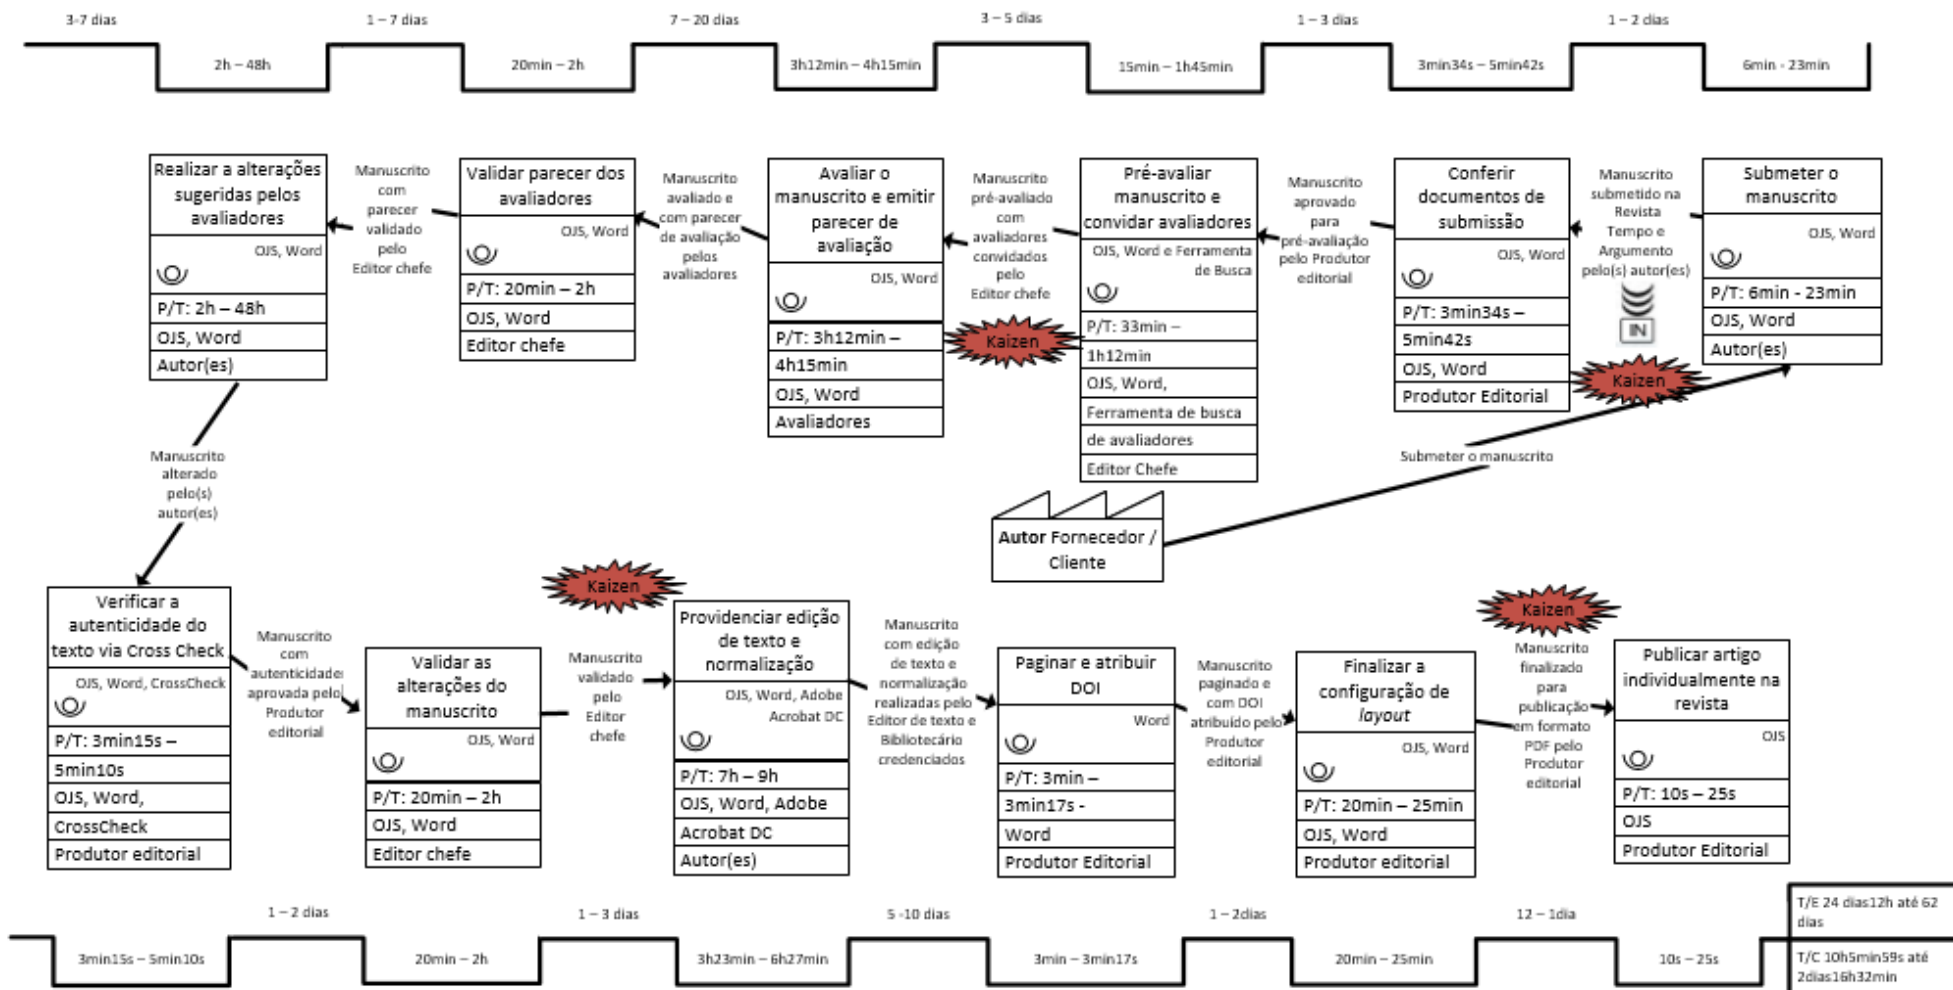 3-7 dias
1 – 7 dias
7 – 20 dias
3 – 5 dias
1 – 3 dias
1 – 2 dias
2h – 48h
20min – 2h
3h12min – 4h15min
15min – 1h45min
3min34s – 5min42s
6min - 23min
Realizar a alterações
sugeridas pelos
avaliadores
OJS, Word
P/T: 2h – 48h
OJS, Word
Autor(es)
Manuscrito
com
parecer
validado
pelo
Editor chefe
Validar parecer dos
avaliadores
OJS, Word
P/T: 20min – 2h
OJS, Word
Editor chefe
Manuscrito
avaliado e
com parecer
de avaliação
pelos
avaliadores
Avaliar o
manuscrito e emitir
parecer de
avaliação
OJS, Word
P/T: 3h12min –
4h15min
OJS, Word
Avaliadores
Manuscrito
pré-avaliado
com
avaliadores
convidados
pelo
Editor chefe
Kaizen
Pré-avaliar
manuscrito e
convidar avaliadores
OJS, Word e Ferramenta
de Busca
P/T: 33min –
1h12min
OJS, Word,
Ferramenta de busca
de avaliadores
Editor Chefe
Manuscrito
aprovado
para
pré-avaliação
pelo Produtor
editorial
Conferir
documentos de
submissão
OJS, Word
P/T: 3min34s –
5min42s
OJS, Word
Produtor Editorial
Manuscrito
submetido na
Revista
Tempo e
Argumento
pelo(s) autor(es)
IN
Kaizen
Submeter o
manuscrito
OJS, Word
P/T: 6min - 23min
OJS, Word
Autor(es)
Manuscrito
alterado
pelo(s)
autor(es)
Submeter o manuscrito
Autor Fornecedor /
Cliente
Verificar a
autenticidade do
texto via Cross Check
OJS, Word, CrossCheck
P/T: 3min15s –
5min10s
OJS, Word,
CrossCheck
Produtor editorial
Manuscrito
com
autenticidade
aprovada pelo
Produtor
editorial
Validar as
alterações do
manuscrito
OJS, Word
P/T: 20min – 2h
OJS, Word
Editor chefe
Kaizen
Manuscrito
validado
pelo
Editor
chefe
Providenciar edição
de texto e
normalização
OJS, Word, Adobe
Acrobat DC
P/T: 7h – 9h
OJS, Word, Adobe
Acrobat DC
Autor(es)
Manuscrito
com edição
de texto e
normalização
realizadas pelo
Editor de texto e
Bibliotecário
credenciados
Paginar e atribuir
DOI
Word
P/T: 3min –
3min17s -
Word
Produtor Editorial
Manuscrito
paginado e
com DOI
atribuído pelo
Produtor
editorial
Finalizar a
configuração de
layout
OJS, Word
P/T: 20min – 25min
OJS, Word
Produtor editorial
Kaizen
Manuscrito
finalizado
para
publicação
em formato
PDF pelo
Produtor
editorial
Publicar artigo
individualmente na
revista
OJS
P/T: 10s – 25s
OJS
Produtor Editorial
1 – 2 dias
1 – 3 dias
5 -10 dias
1 – 2dias
12 – 1dia
3min15s – 5min10s
20min – 2h
3h23min – 6h27min
3min – 3min17s
20min – 25min
10s – 25s
T/E 24 dias12h até 62
dias
T/C 10h5min59s até
2dias16h32min